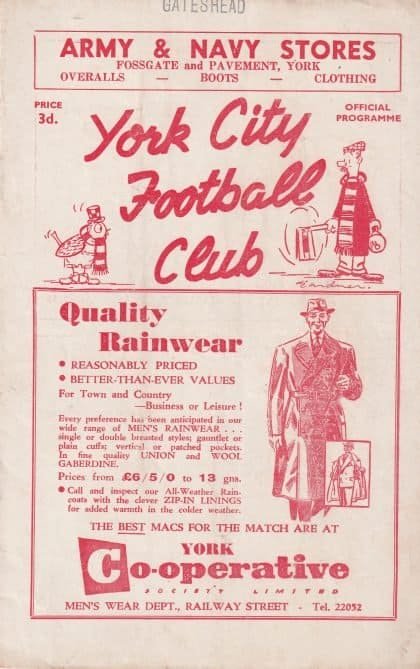 GATESHEAD
ARMY & NAVY STORES
FOSSGATE and PAVEMENT, YORK
OVERALLS — BOOTS — CLOTHING
PRICE
3d.
OFFICIAL
PROGRAMME
York City
Football
Club
Gardner.
Quality
Rainwear
• REASONABLY PRICED
• BETTER-THAN-EVER VALUES
For Town and Country
—Business or Leisure !
Every preference has been anticipated in our
wide range of MEN'S RAINWEAR . . .
single or double breasted styles; gauntlet or
plain cuffs; vertical or patched pockets.
In fine quality UNION and WOOL
GABERDINE.
Prices from £6/5/0 to 13 gns.
• Call and inspect our All-Weather Rain-
coats with the clever ZIP-IN LININGS
for added warmth in the colder weather.
THE BEST MACS FOR THE MATCH ARE AT
YORK
Co-operative
SOCIETY LIMITED
MEN'S WEAR DEPT., RAILWAY STREET - Tel. 22052